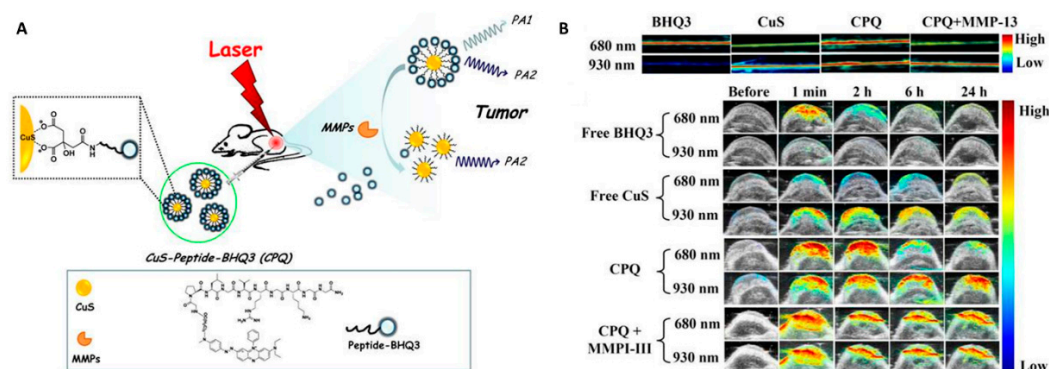 A
Laser
PA1
PA2
Tumor
MMPs
PA2
CuS
CuS-Peptide-BHQ3 (CPQ)
CuS
MMPs
Peptide-BHQ3
B
BHQ3 CuS CPQ CPQ+MMP-13
680 nm
930 nm
High
Low
Before 1 min 2 h 6 h 24 h
Free BHQ3
680 nm
930 nm
Free CuS
680 nm
930 nm
CPQ
680 nm
930 nm
CPQ +
MMPI-III
680 nm
930 nm
High
Low